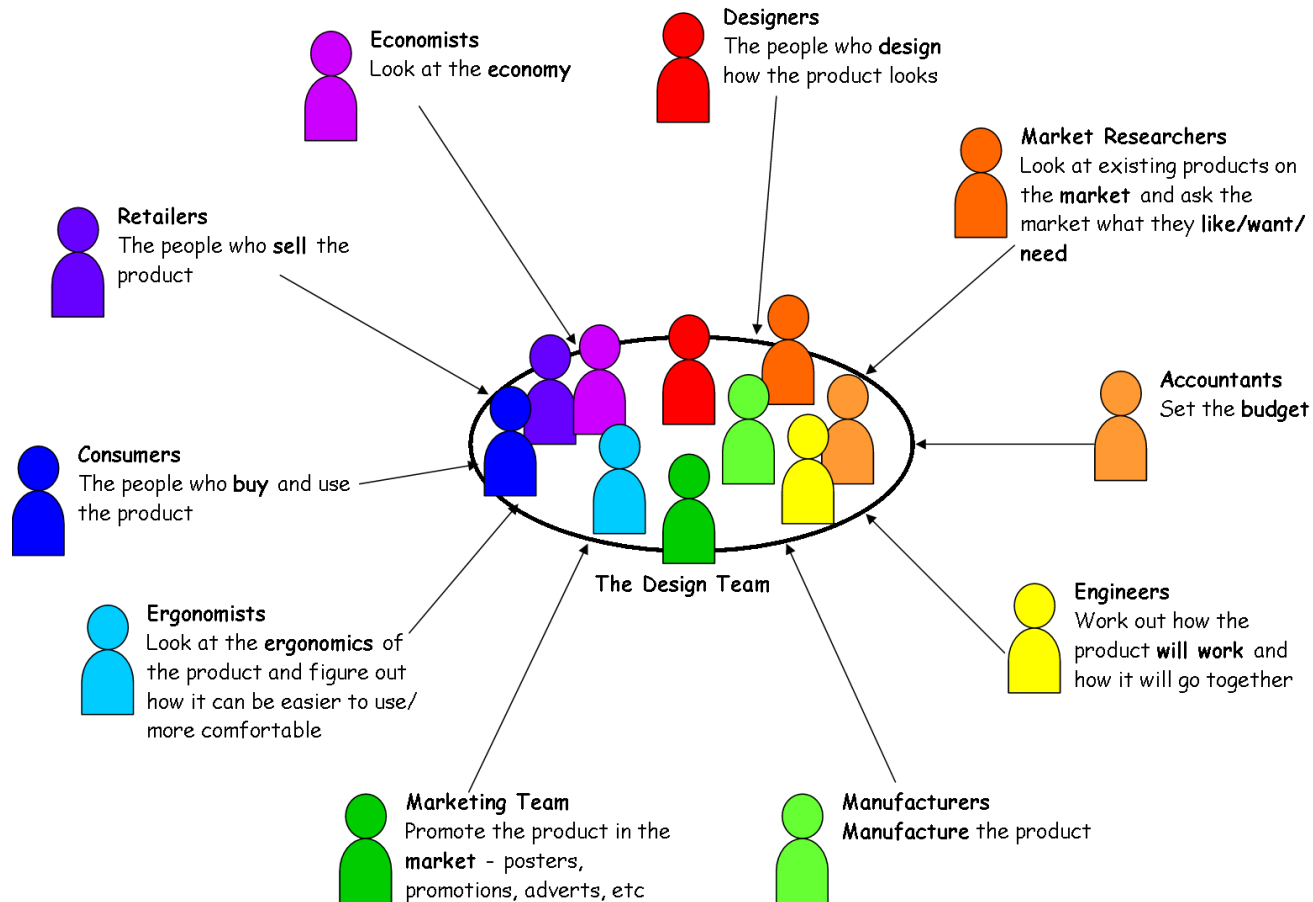 Economists
Look at the economy
Designers
The people who design
how the product looks
Market Researchers
Look at existing products on
the market and ask the
market what they like/want/
need
Retailers
The people who sell the
product
Accountants
Set the budget
Consumers
The people who buy and use
the product
The Design Team
Ergonomists
Look at the ergonomics of
the product and figure out
how it can be easier to use/
more comfortable
Engineers
Work out how the
product will work and
how it will go together
Marketing Team
Promote the product in the
market - posters,
promotions, adverts, etc
Manufacturers
Manufacture the product